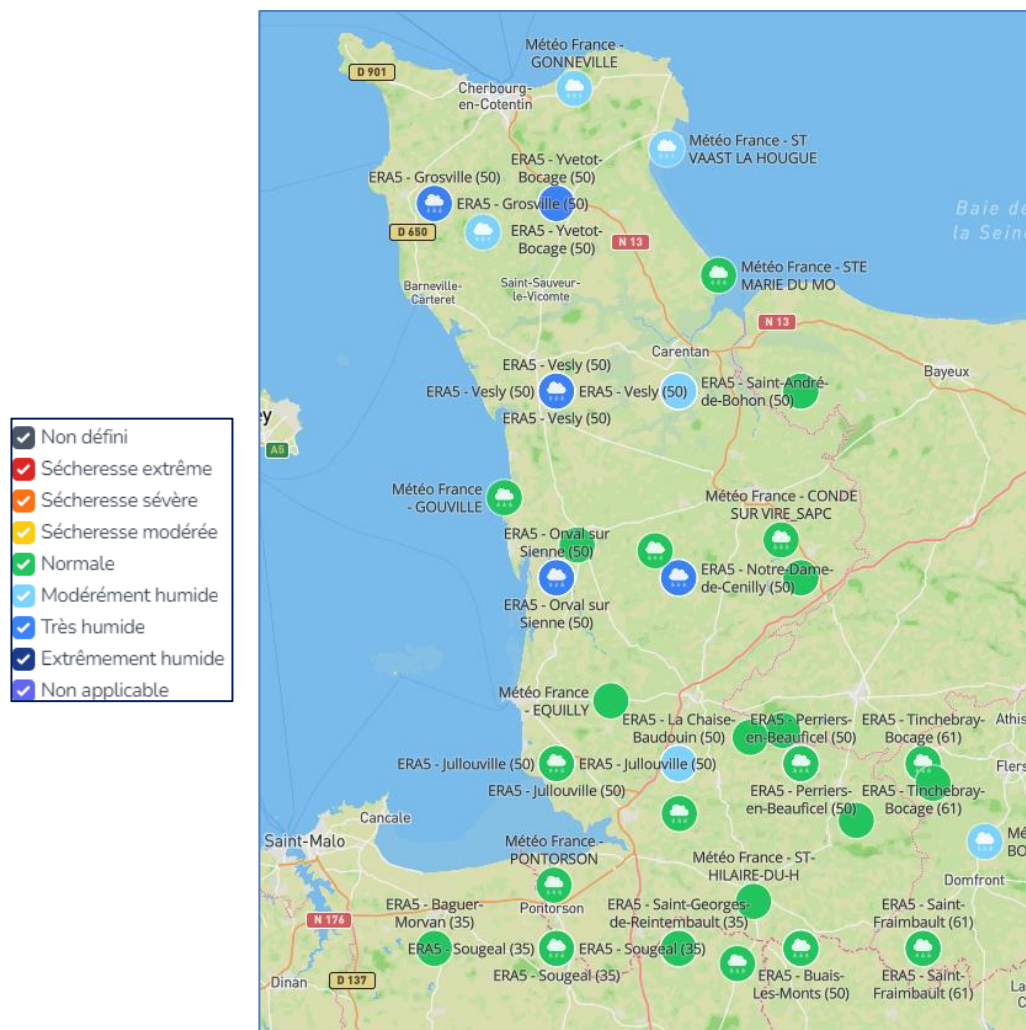 Non défini
Sécheresse extrême
Sécheresse sévère
Sécheresse modérée
Normale
Modérément humide
Très humide
Extrêmement humide
Non applicable
Météo France -
GONNEVILLE
D 901
Cherbourg-
en-Cotentin
Météo France - ST
VAAST LA HOUGUE
ERA5 - Yvetot-
Bocage (50)
ERA5 - Grosville (50)
ERA5 - Grosville (50)
D 650
ERA5 - Yvetot-
Bocage (50)
N 13
Baie de
la Seine
Météo France - STE
MARIE DU MO
Barneville-
Carteret
Saint-Sauveur-
le-Vicomte
N 13
Carentan
Bayeux
ERA5 - Vesly (50)
ERA5 - Vesly (50)
ERA5 - Vesly (50)
ERA5 - Vesly (50)
ERA5 - Saint-André-
de-Bohon (50)
ey
A5
Météo France
- GOUVILLE
Météo France - CONDE
SUR VIRE_SAPC
ERA5 - Orval sur
Sienne (50)
ERA5 - Notre-Dame-
de-Cenilly (50)
ERA5 - Orval sur
Sienne (50)
Météo France
- EQUILLY
ERA5 - La Chaise-
Baudouin (50)
ERA5 - Perriers-
en-Beauficel (50)
ERA5 - Tinchebray-
Bocage (61)
Athis
Flers
ERA5 - Jullouville (50)
ERA5 - Jullouville (50)
ERA5 - Jullouville (50)
ERA5 - Perriers-
en-Beauficel (50)
ERA5 - Tinchebray-
Bocage (61)
Cancale
Saint-Malo
Météo France -
PONTORSON
Météo France - ST-
HILAIRE-DU-H
Mé
BO
Domfront
N 176
Pontorson
ERA5 - Baguer-
Morvan (35)
ERA5 - Saint-Georges-
de-Reintembault (35)
ERA5 - Saint-
Fraimbault (61)
ERA5 - Sougeal (35)
ERA5 - Sougeal (35)
ERA5 - Sougeal (35)
ERA5 - Buais-
Les-Monts (50)
ERA5 - Saint-
Fraimbault (61)
Dinan
D 137
La
C